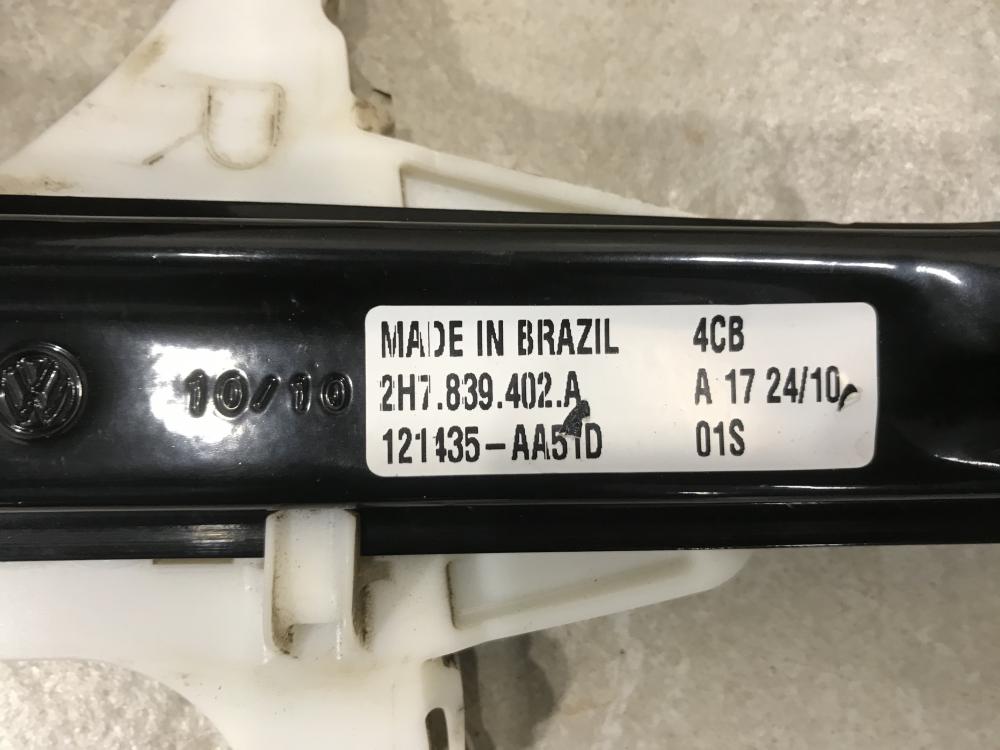 R
10/10
MADE IN BRAZIL 4CB
2H7.839.402.A A 17 24/10
121435-AA51D 01S